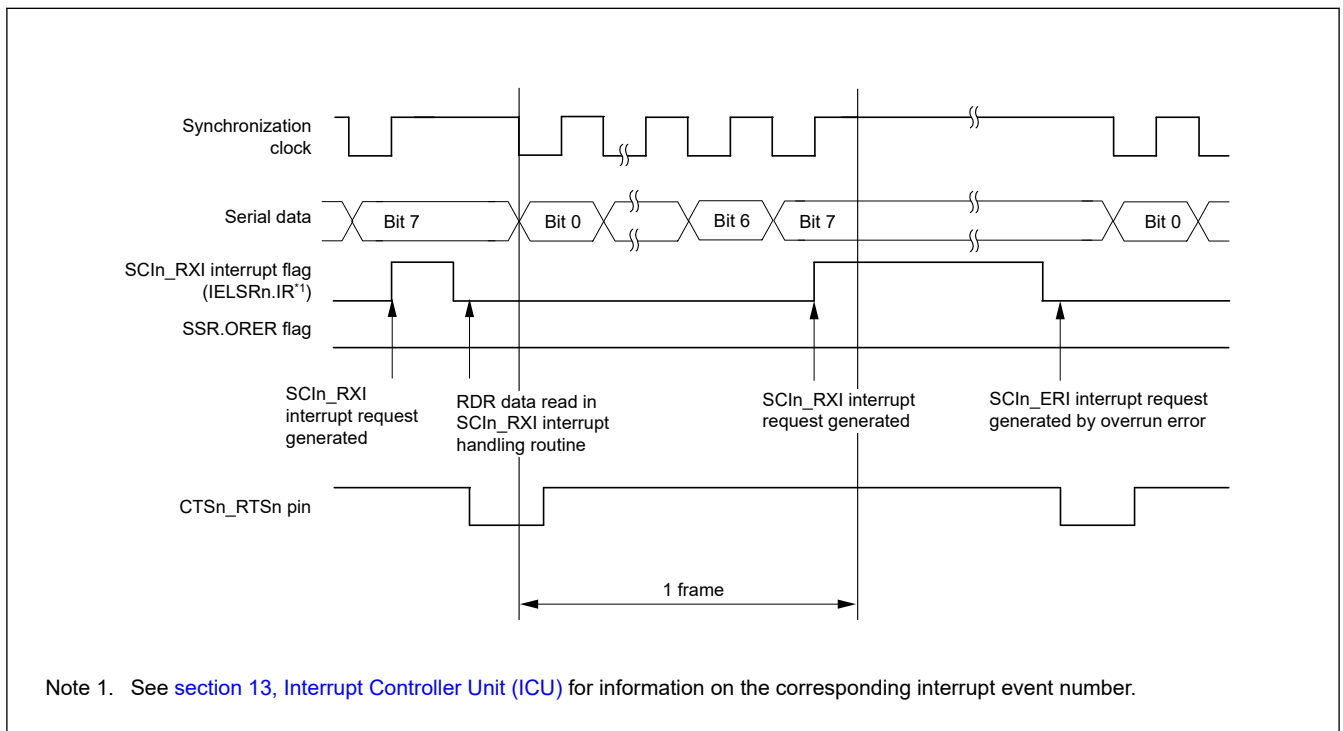 Synchronization
clock
Serial data
Bit 7
Bit 0
Bit 6
Bit 7
Bit 0
SCIn_RXI interrupt flag
(IELSRn.IR*1)
SSR.ORER flag
SCIn_RXI
interrupt request
generated
RDR data read in
SCIn_RXI interrupt
handling routine
SCIn_RXI interrupt
request generated
SCIn_ERI interrupt request
generated by overrun error
CTSn_RTSn pin
1 frame
Note 1. See section 13, Interrupt Controller Unit (ICU) for information on the corresponding interrupt event number.